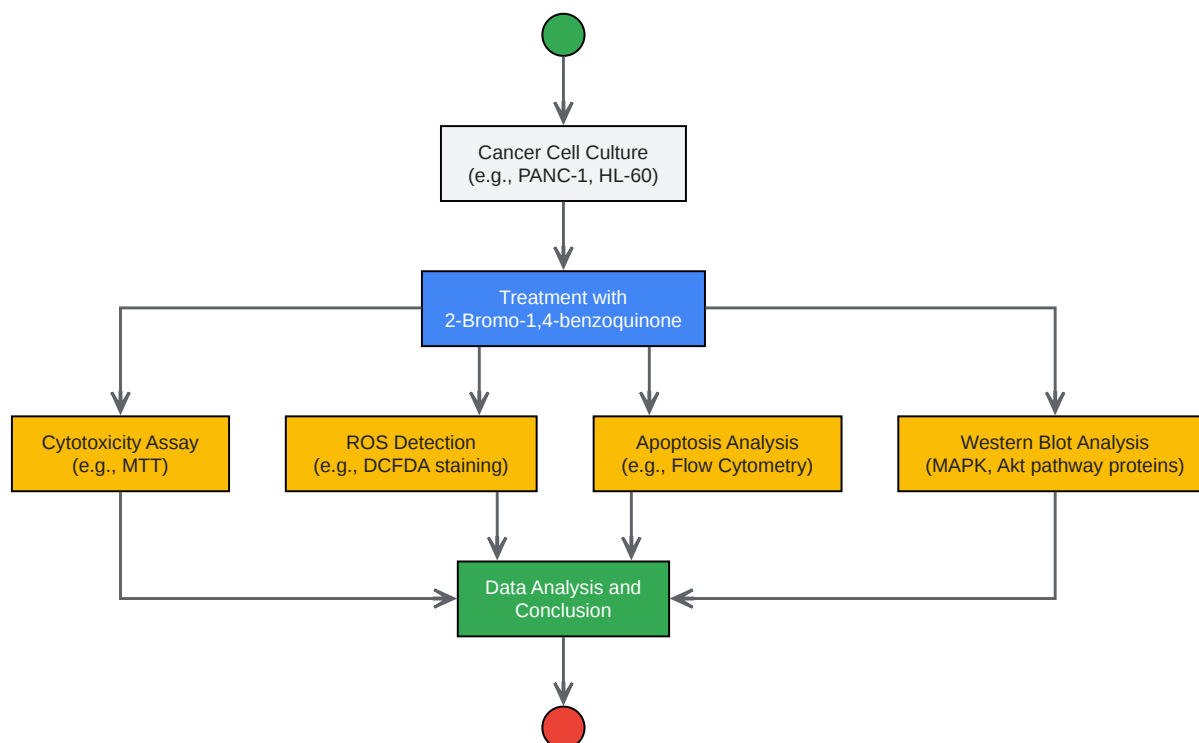 Cancer Cell Culture
(e.g., PANC-1, HL-60)
Treatment with
2-Bromo-1,4-benzoquinone
Cytotoxicity Assay
(e.g., MTT)
ROS Detection
(e.g., DCFDA staining)
Apoptosis Analysis
(e.g., Flow Cytometry)
Western Blot Analysis
(MAPK, Akt pathway proteins)
Data Analysis and
Conclusion